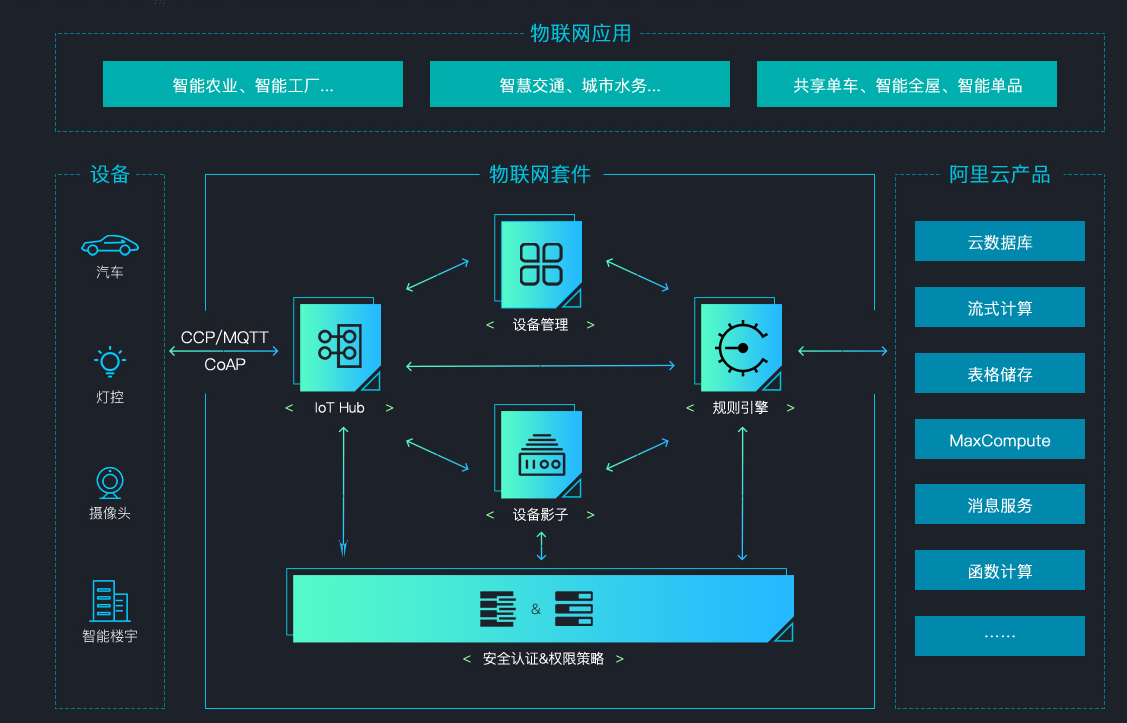 物联网应用
智能农业、智能工厂...
智慧交通、城市水务...
共享单车、智能全屋、智能单品
设备
汽车
灯控
摄像头
智能楼宇
CCP/MQTT
CoAP
物联网套件
< 设备管理 >
< IoT Hub >
< 规则引擎 >
< 设备影子 >
&
< 安全认证&权限策略 >
阿里云产品
云数据库
流式计算
表格储存
MaxCompute
消息服务
函数计算
......